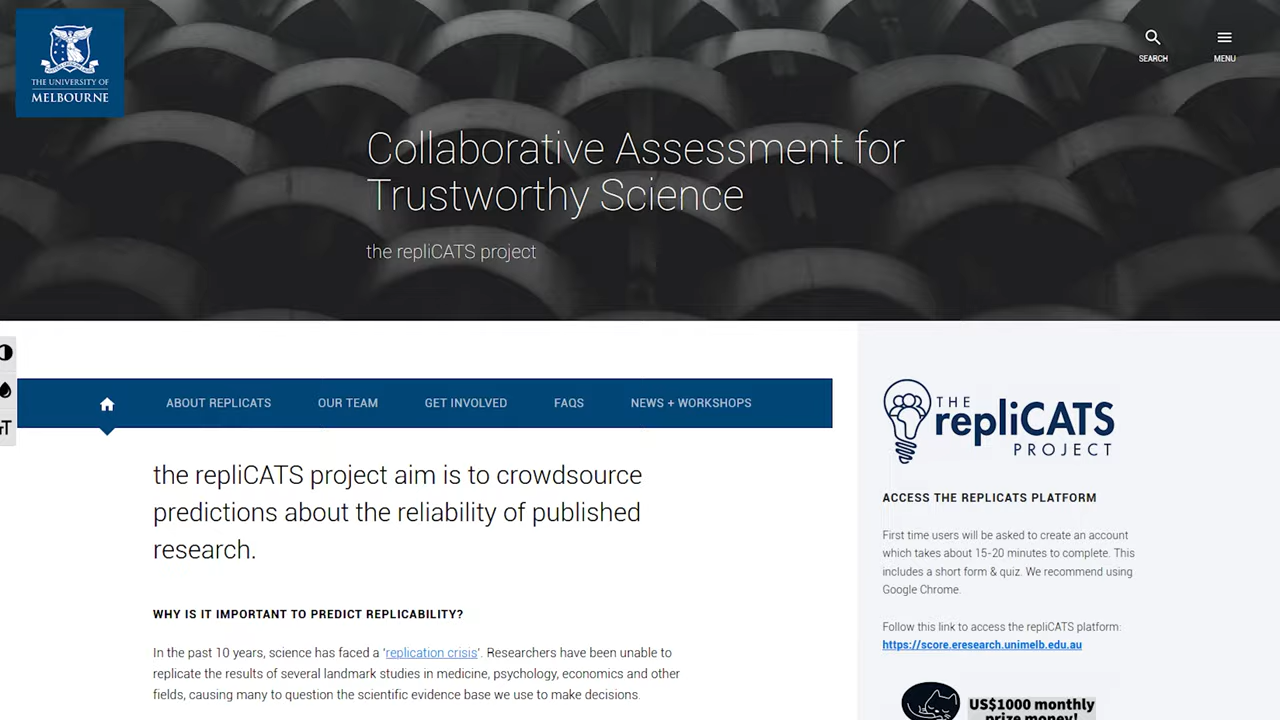 THE UNIVERSITY OF
MELBOURNE
SEARCH
MENU
Collaborative Assessment for
Trustworthy Science
the repliCATS project
TT
ABOUT REPLICATS
OUR TEAM
GET INVOLVED
FAQS
NEWS + WORKSHOPS
the repliCATS project aim is to crowdsource
predictions about the reliability of published
research.
WHY IS IT IMPORTANT TO PREDICT REPLICABILITY?
In the past 10 years, science has faced a ‘replication crisis’. Researchers have been unable to
replicate the results of several landmark studies in medicine, psychology, economics and other
fields, causing many to question the scientific evidence base we use to make decisions.
THE
repliCATS
PROJECT
ACCESS THE REPLICATS PLATFORM
First time users will be asked to create an account
which takes about 15-20 minutes to complete. This
includes a short form & quiz. We recommend using
Google Chrome.
Follow this link to access the repliCATS platform:
https://score.eresearch.unimelb.edu.au
US$1000 monthly
prize money!